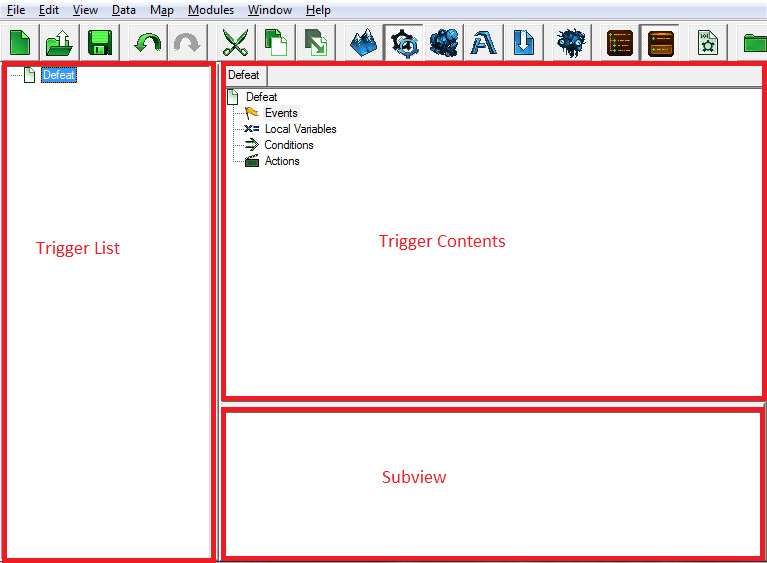 File Edit View Data Map Modules Window Help
Defeat
Defeat
Defeat
Events
x= Local Variables
Conditions
Actions
Trigger List
Trigger Contents
Subview